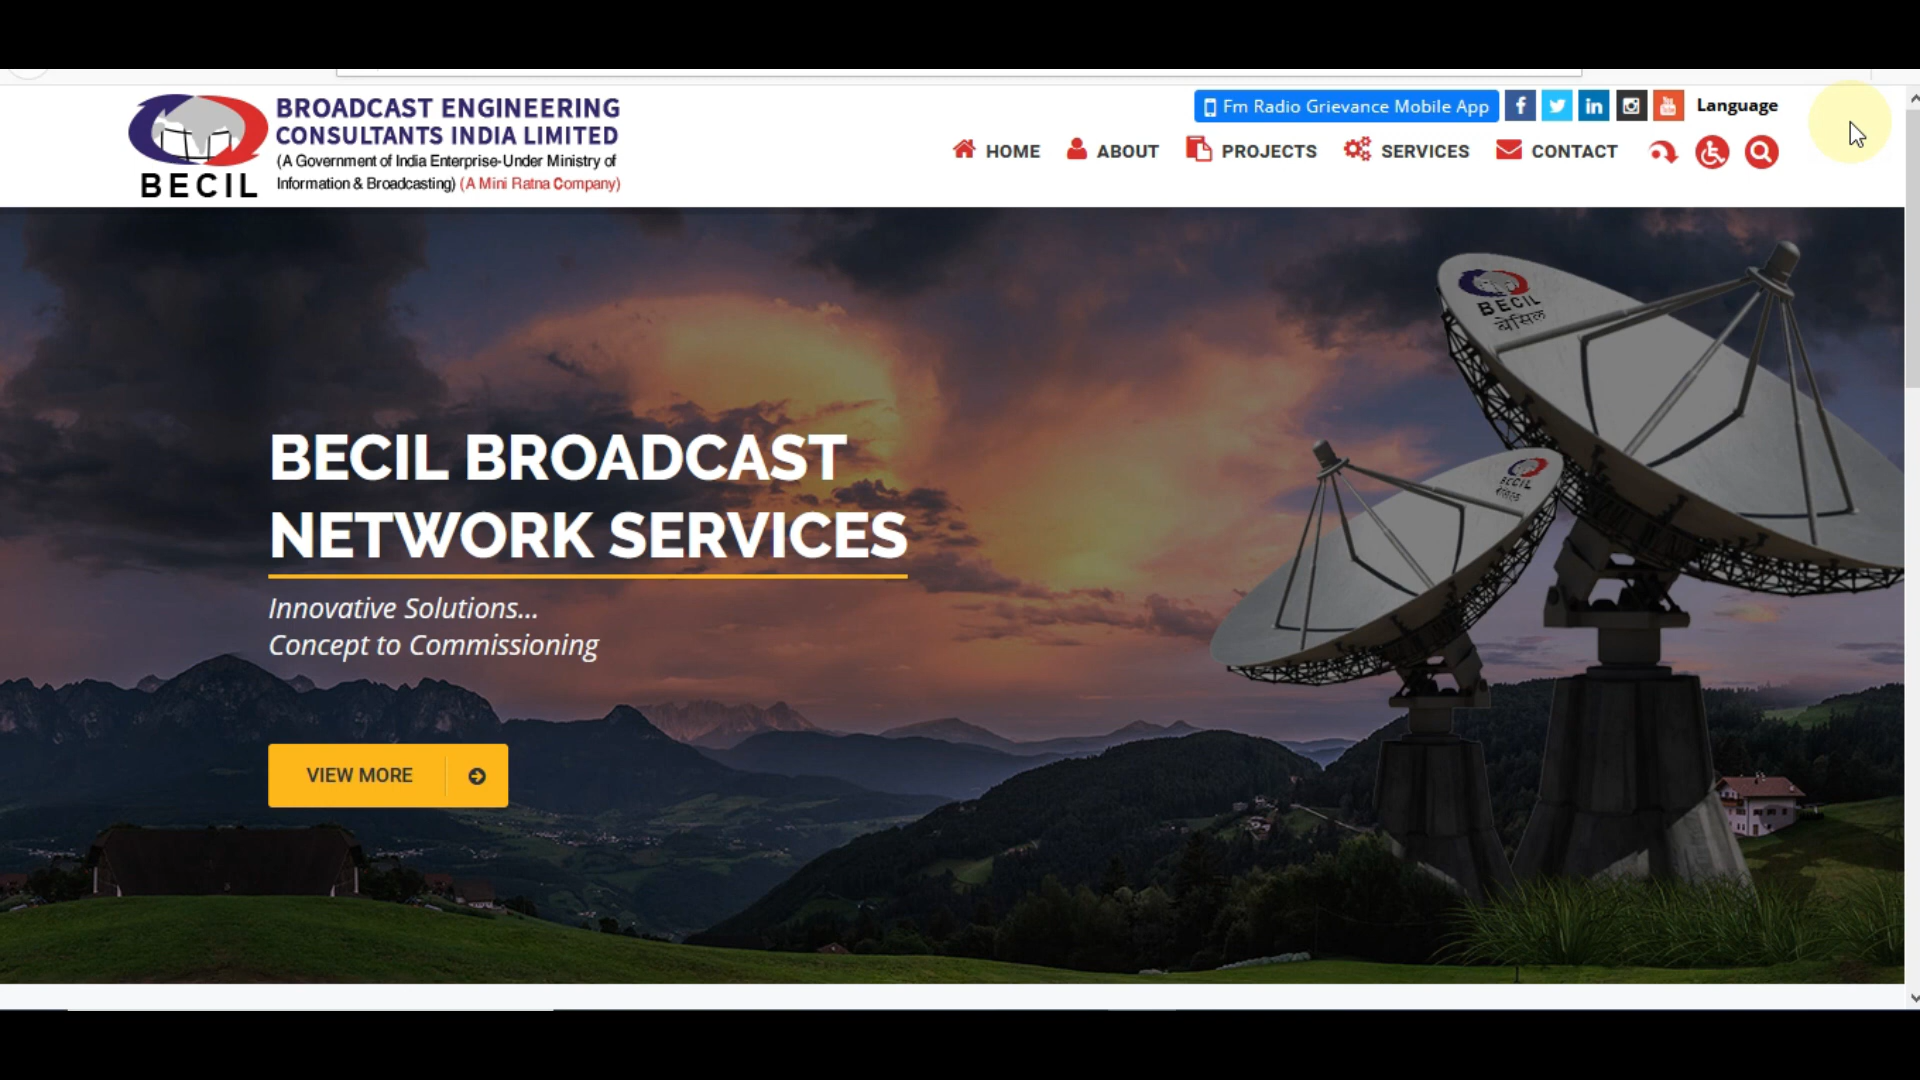 BROADCAST ENGINEERING
CONSULTANTS INDIA LIMITED
(A Government of India Enterprise-Under Ministry of
Information & Broadcasting) (A Mini Ratna Company)
BECIL
Fm Radio Grievance Mobile App
Language
HOME ABOUT PROJECTS SERVICES CONTACT
BECIL
बेसिल
BECIL
BECIL BROADCAST
NETWORK SERVICES
Innovative Solutions...
Concept to Commissioning
VIEW MORE